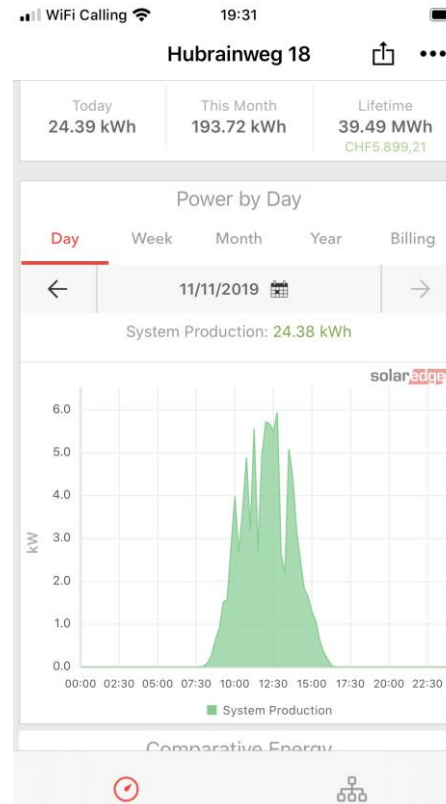 WiFi Calling 19:31
Hubrainweg 18
Today This Month Lifetime
24.39 kWh 193.72 kWh 39.49 MWh
CHF5.899,21
Power by Day
Day Week Month Year Billing
11/11/2019
System Production: 24.38 kWh
solaredge
6.0
5.0
4.0
3.0
kW
2.0
1.0
0.0
00:00 02:30 05:00 07:30 10:00 12:30 15:00 17:30 20:00 22:30
System Production
Comparative Energy